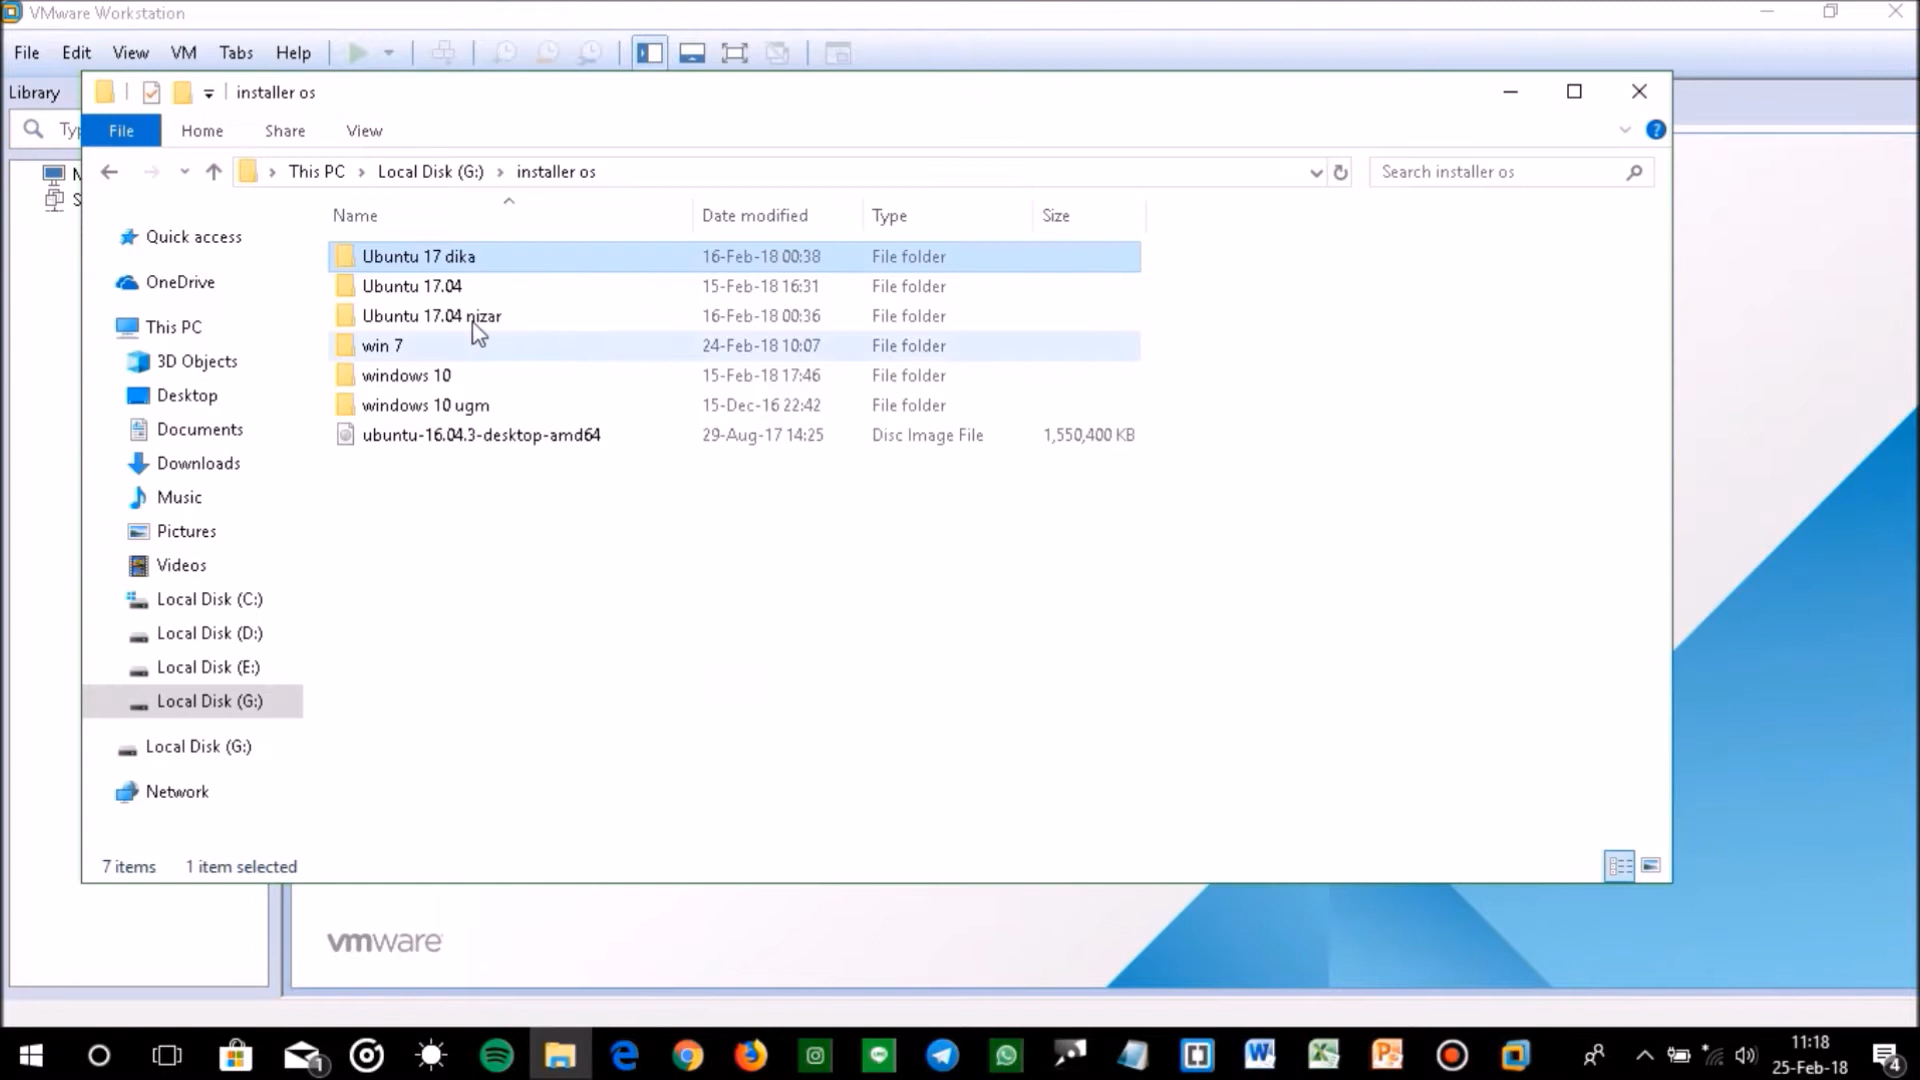 VMware Workstation
File Edit View VM Tabs Help
Library
installer os
File Home Share View
This PC Local Disk (G:) installer os
Search installer os
Name Date modified Type Size
Quick access
OneDrive
This PC
3D Objects
Desktop
Documents
Downloads
Music
Pictures
Videos
Local Disk (C:)
Local Disk (D:)
Local Disk (E:)
Local Disk (G:)
Local Disk (G:)
Network
Ubuntu 17 dika 16-Feb-18 00:38 File folder
Ubuntu 17.04 15-Feb-18 16:31 File folder
Ubuntu 17.04 nizar 16-Feb-18 00:36 File folder
win 7 24-Feb-18 10:07 File folder
windows 10 15-Feb-18 17:46 File folder
windows 10 ugm 15-Dec-16 22:42 File folder
ubuntu-16.04.3-desktop-amd64 29-Aug-17 14:25 Disc Image File 1,550,400 KB
7 items 1 item selected
vmware
11:18
25-Feb-18
1
4